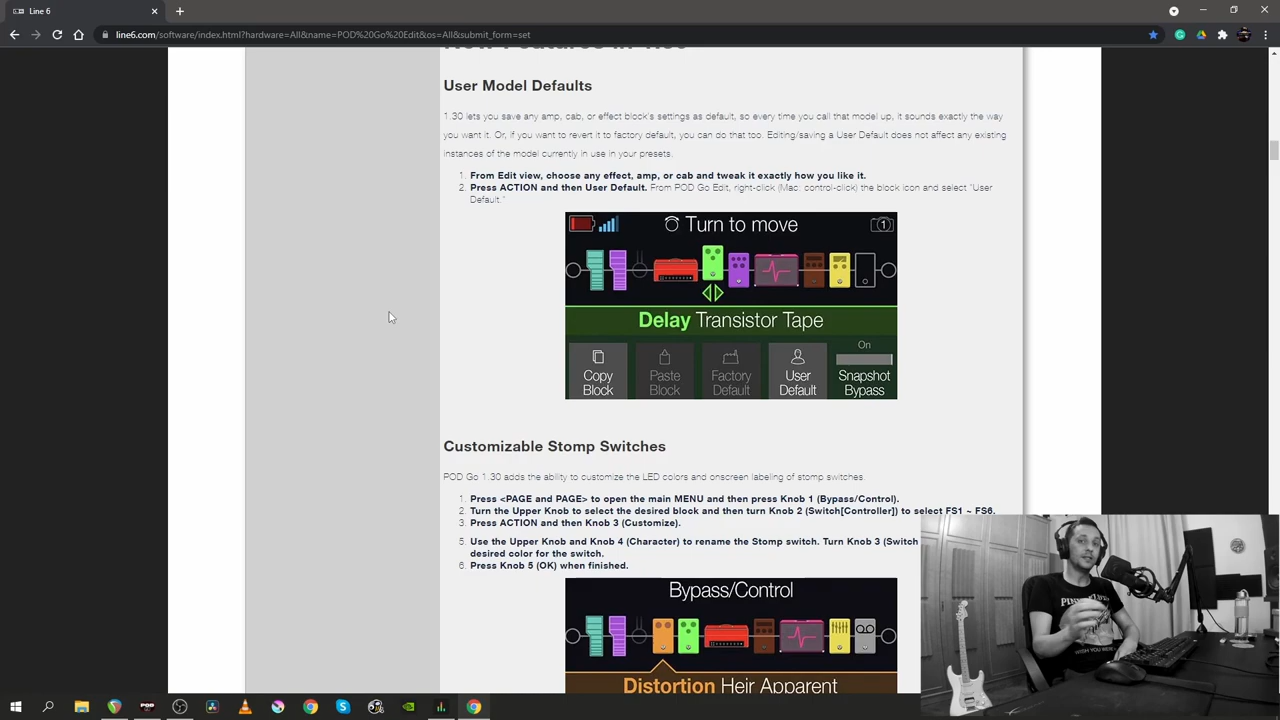 Line 6
line6.com/software/index.html?hardware=All&name=POD%20Go%20Edit&os=All&submit_form=set
User Model Defaults
1.30 lets you save any amp, cab, or effect block's settings as default, so every time you call that model up, it sounds exactly the way
you want it. Or, if you want to revert it to factory default, you can do that too. Editing/saving a User Default does not affect any existing
instances of the model currently in use in your presets.
1. From Edit view, choose any effect, amp, or cab and tweak it exactly how you like it.
2. Press ACTION and then User Default. From POD Go Edit, right-click (Mac: control-click) the block icon and select "User
Default."
Turn to move
1
Delay Transistor Tape
On
Copy
Block
Paste
Block
Factory
Default
User
Default
Snapshot
Bypass
Customizable Stomp Switches
POD Go 1.30 adds the ability to customize the LED colors and onscreen labeling of stomp switches.
1. Press <PAGE and PAGE> to open the main MENU and then press Knob 1 (Bypass/Control).
2. Turn the Upper Knob to select the desired block and then turn Knob 2 (Switch[Controller]) to select FS1 ~ FS6.
3. Press ACTION and then Knob 3 (Customize).
5. Use the Upper Knob and Knob 4 (Character) to rename the Stomp switch. Turn Knob 3 (Switch
desired color for the switch.
6. Press Knob 5 (OK) when finished.
Bypass/Control
Distortion Heir Apparent
WISH YOU WERE
POD